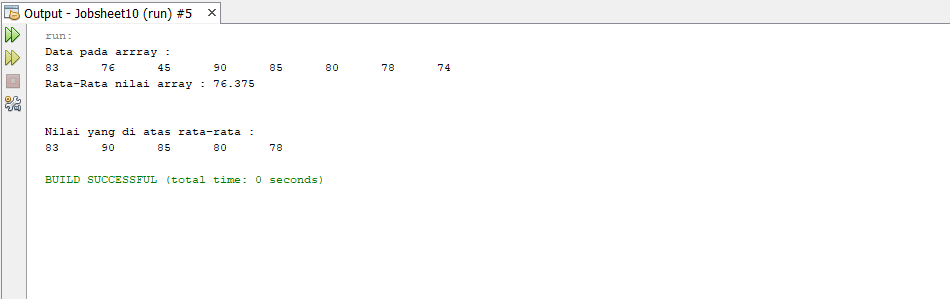 Output - Jobsheet10 (run) #5
run:
Data pada arrray :
83 76 45 90 85 80 78 74
Rata-Rata nilai array : 76.375
Nilai yang di atas rata-rata :
83 90 85 80 78
BUILD SUCCESSFUL (total time: 0 seconds)